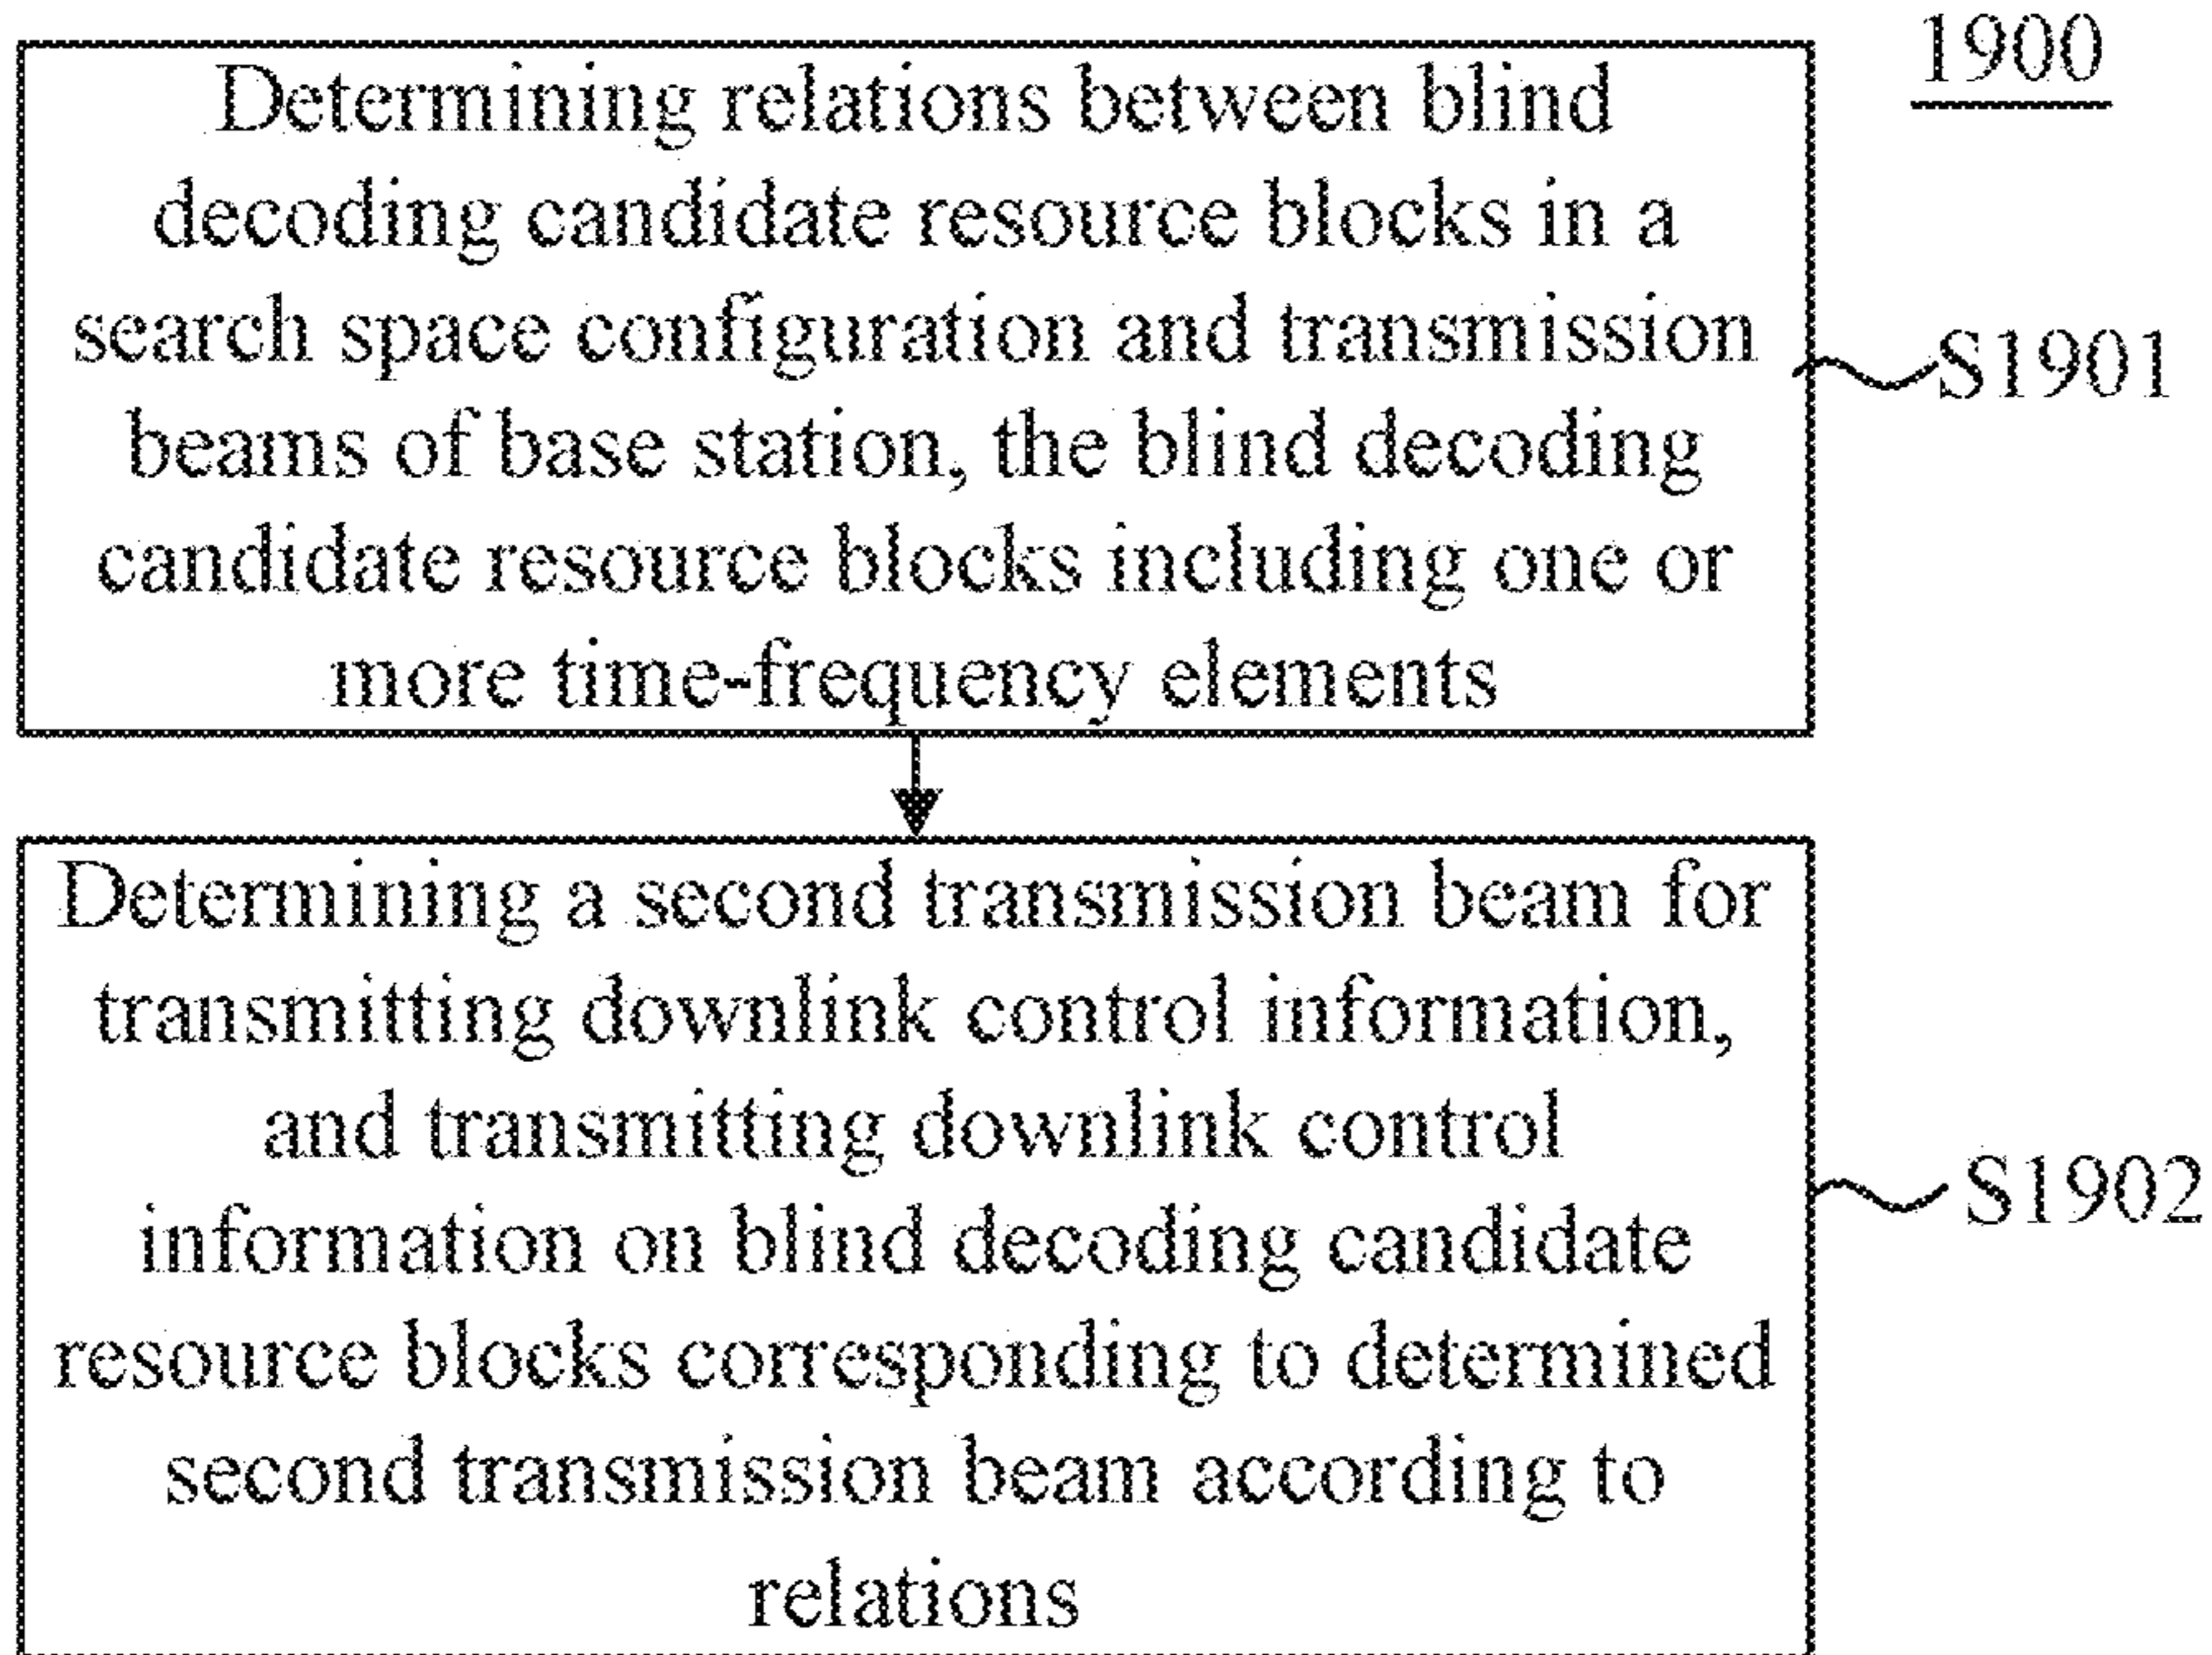 1900
Determining relations between blind
decoding candidate resource blocks in a
search space configuration and transmission
beams of base station, the blind decoding
candidate resource blocks including one or
more time-frequency elements
S1901
Determining a second transmission beam for
transmitting downlink control information,
and transmitting downlink control
information on blind decoding candidate
resource blocks corresponding to determined
second transmission beam according to
relations
S1902